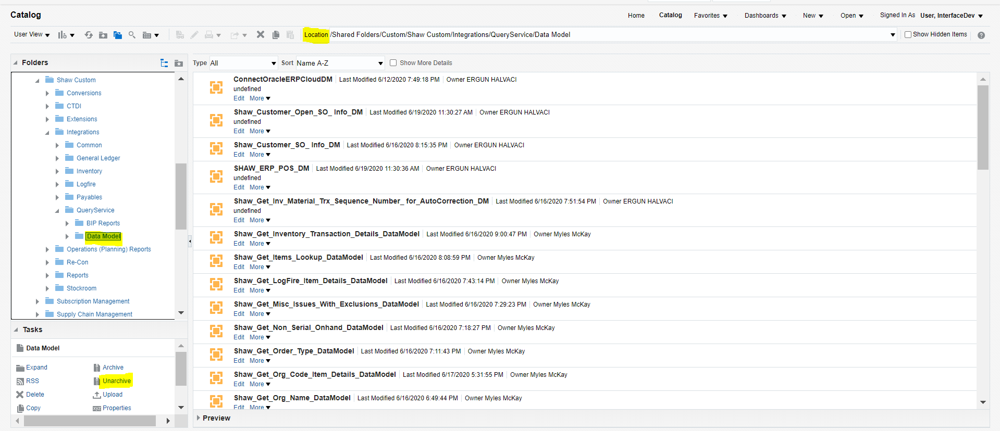 Catalog
Home Catalog Favorites Dashboards New Open Signed In As User, InterfaceDev
User View Location /Shared Folders/Custom/Shaw Custom/Integrations/QueryService/Data Model Show Hidden Items
Folders
Shaw Custom
Conversions
CTDI
Extensions
Integrations
Common
General Ledger
Inventory
Logfire
Payables
QueryService
BIP Reports
Data Model
Operations (Planning) Reports
Re-Con
Reports
Stockroom
Subscription Management
Supply Chain Management
Tasks
Data Model
Expand Archive
RSS Unarchive
Delete Upload
Copy xyz Properties
Type All Sort Name A-Z Show More Details
ConnectOracleERPCloudDM Last Modified 6/12/2020 7:49:18 PM Owner ERGUN HALVACI
undefined
Edit More
Shaw_Customer_Open_SO_ Info_DM Last Modified 6/19/2020 11:30:27 AM Owner ERGUN HALVACI
undefined
Edit More
Shaw_Customer_SO_ Info_DM Last Modified 6/16/2020 8:15:35 PM Owner ERGUN HALVACI
Edit More
SHAW_ERP_POS_DM Last Modified 6/19/2020 11:30:36 AM Owner ERGUN HALVACI
undefined
Edit More
Shaw_Get_Inv_Material_Trx_Sequence_Number_ for_AutoCorrection_DM Last Modified 6/16/2020 7:51:54 PM Owner ERGUN HALVACI
undefined
Edit More
Shaw_Get_Inventory_Transaction_Details_DataModel Last Modified 6/16/2020 9:00:47 PM Owner Myles McKay
Edit More
Shaw_Get_Items_Lookup_DataModel Last Modified 6/16/2020 8:08:59 PM Owner Myles McKay
Edit More
Shaw_Get_LogFire_Item_Details_DataModel Last Modified 6/16/2020 7:43:14 PM Owner Myles McKay
Edit More
Shaw_Get_Misc_Issues_With_Exclusions_DataModel Last Modified 6/16/2020 7:29:23 PM Owner Myles McKay
Edit More
Shaw_Get_Non_Serial_Onhand_DataModel Last Modified 6/16/2020 7:18:27 PM Owner Myles McKay
Edit More
Shaw_Get_Order_Type_DataModel Last Modified 6/16/2020 7:11:43 PM Owner Myles McKay
Edit More
Shaw_Get_Org_Code_Item_Details_DataModel Last Modified 6/17/2020 5:31:55 PM Owner Myles McKay
Edit More
Shaw_Get_Org_Name_DataModel Last Modified 6/16/2020 6:49:44 PM Owner Myles McKay
Edit More
Preview